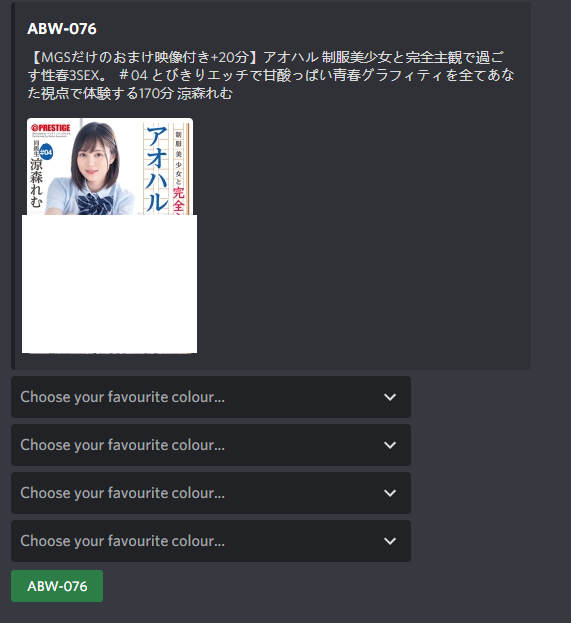 ABW-076
【MGSだけのおまけ映像付き+20分】アオハル 制服美少女と完全主観で過ご
す性春3SEX。 ＃04 とびきりエッチで甘酸っぱい青春グラフィティを全てあな
た視点で体験する170分 涼森れむ
PRESTIGE
#04
涼森れむ
アオハル
制服美少女と
完全
Choose your favourite colour...
Choose your favourite colour...
Choose your favourite colour...
Choose your favourite colour...
ABW-076